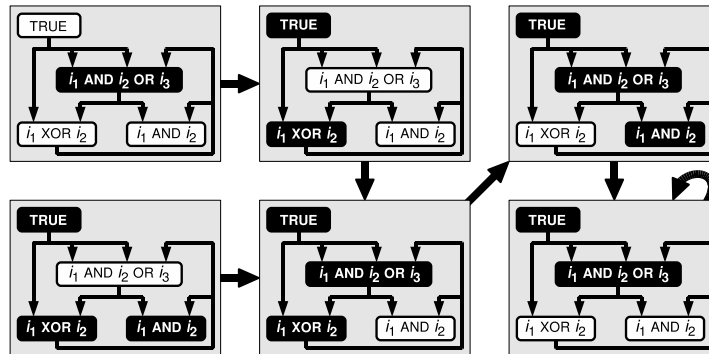 TRUE
i1 AND i2 OR i3
i1 XOR i2
i1 AND i2
TRUE
i1 AND i2 OR i3
i1 XOR i2
i1 AND i2
TRUE
i1 AND i2 OR i3
i1 XOR i2
i1 AND i2
TRUE
i1 AND i2 OR i3
i1 XOR i2
i1 AND i2
TRUE
i1 AND i2 OR i3
i1 XOR i2
i1 AND i2
TRUE
i1 AND i2 OR i3
i1 XOR i2
i1 AND i2